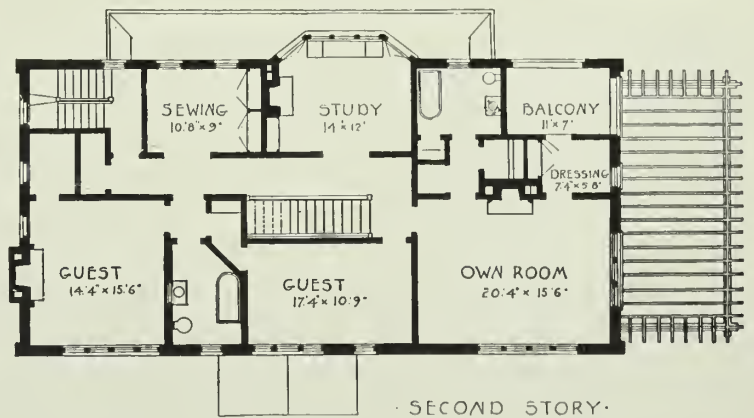 SEWING
10'8" × 9'
STUDY
14' × 12'
BALCONY
11' × 7'
DRESSING
7'4" × 5'8"
GUEST
14'4" × 15'6"
GUEST
17'4" × 10'9"
OWN ROOM
20'4" × 15'6"
· SECOND STORY ·